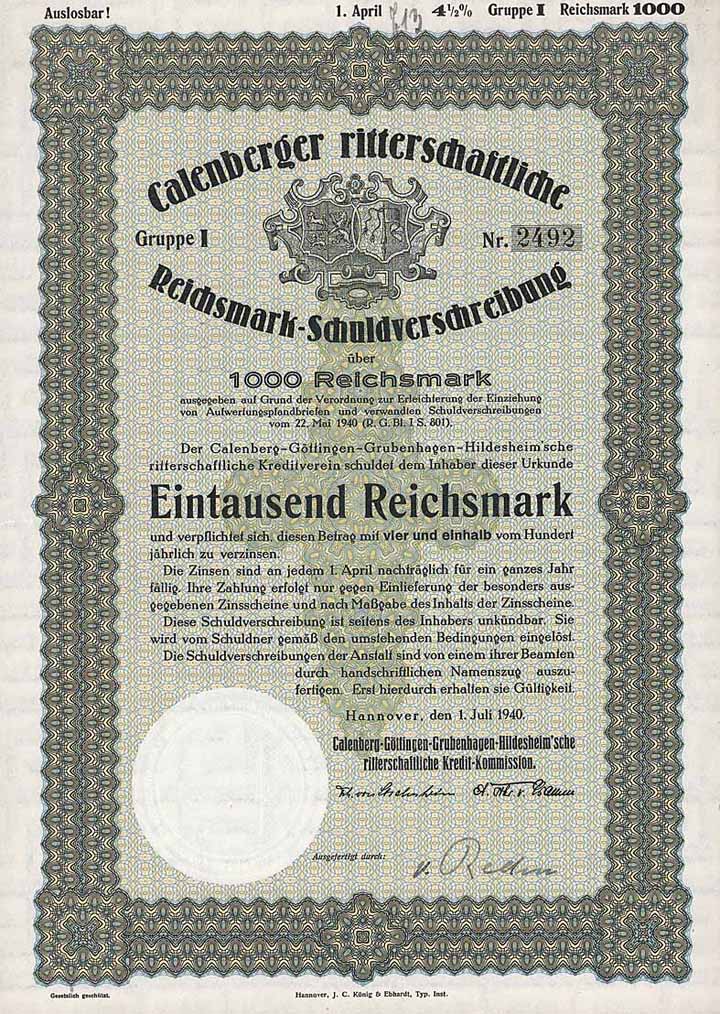 Auslosbar! 1. April 4½% Gruppe I Reichsmark 1000
Calenberger ritterschaftliche
Gruppe I Nr. 2492
Reichsmark-Schuldverschreibung
über
1000 Reichsmark
ausgegeben auf Grund der Verordnung zur Erleichterung der Einziehung
von Aufwertungspfandbriefen und verwandten Schuldverschreibungen
vom 22. Mai 1940 (R. G. Bl. I S. 801).
Der Calenberg-Göttingen-Grubenhagen-Hildesheim'sche
ritterschaftliche Kreditverein schuldet dem Inhaber dieser Urkunde
Eintausend Reichsmark
und verpflichtet sich, diesen Betrag mit vier und einhalb vom Hundert
jährlich zu verzinsen.
Die Zinsen sind an jedem 1. April nachträglich für ein ganzes Jahr
fällig. Ihre Zahlung erfolgt nur gegen Einlieferung der besonders aus-
gegebenen Zinsscheine und nach Maßgabe des Inhalts der Zinsscheine.
Diese Schuldverschreibung ist seitens des Inhabers unkündbar. Sie
wird vom Schuldner gemäß den umstehenden Bedingungen eingelöst.
Die Schuldverschreibungen der Anstalt sind von einem ihrer Beamten
durch handschriftlichen Namenszug auszu-
fertigen. Erst hierdurch erhalten sie Gültigkeit.
Hannover, den 1. Juli 1940.
Calenberg-Göttingen-Grubenhagen-Hildesheim'sche
ritterschaftliche Kredit-Kommission.
Ausgefertigt durch: v. Reden
Gesetzlich geschützt. Hannover, J. C. König & Ebhardt, Typ. Inst.